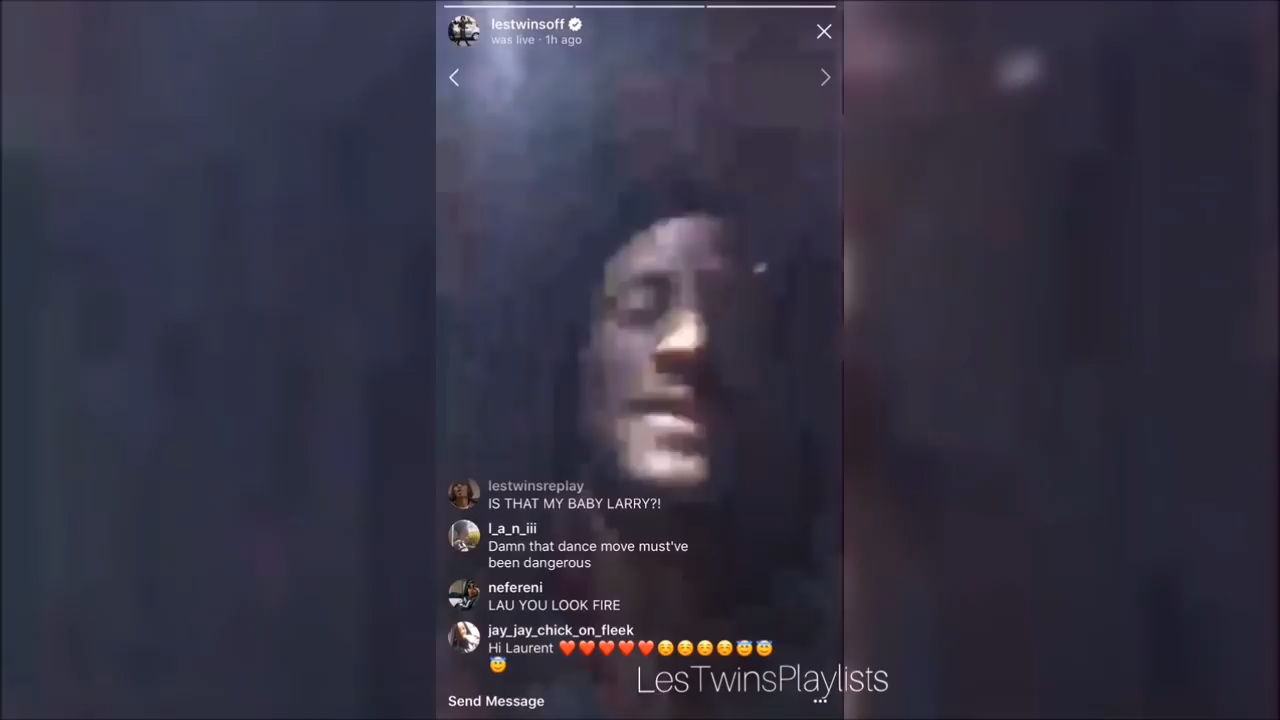 lestwinsoff
was live · 1h ago
lestwinsreplay
IS THAT MY BABY LARRY?!
l_a_n_iii
Damn that dance move must've
been dangerous
nefereni
LAU YOU LOOK FIRE
jay_jay_chick_on_fleek
Hi Laurent ❤️❤️❤️❤️❤️☺️☺️☺️☺️😇😇
😇
LesTwinsPlaylists
Send Message